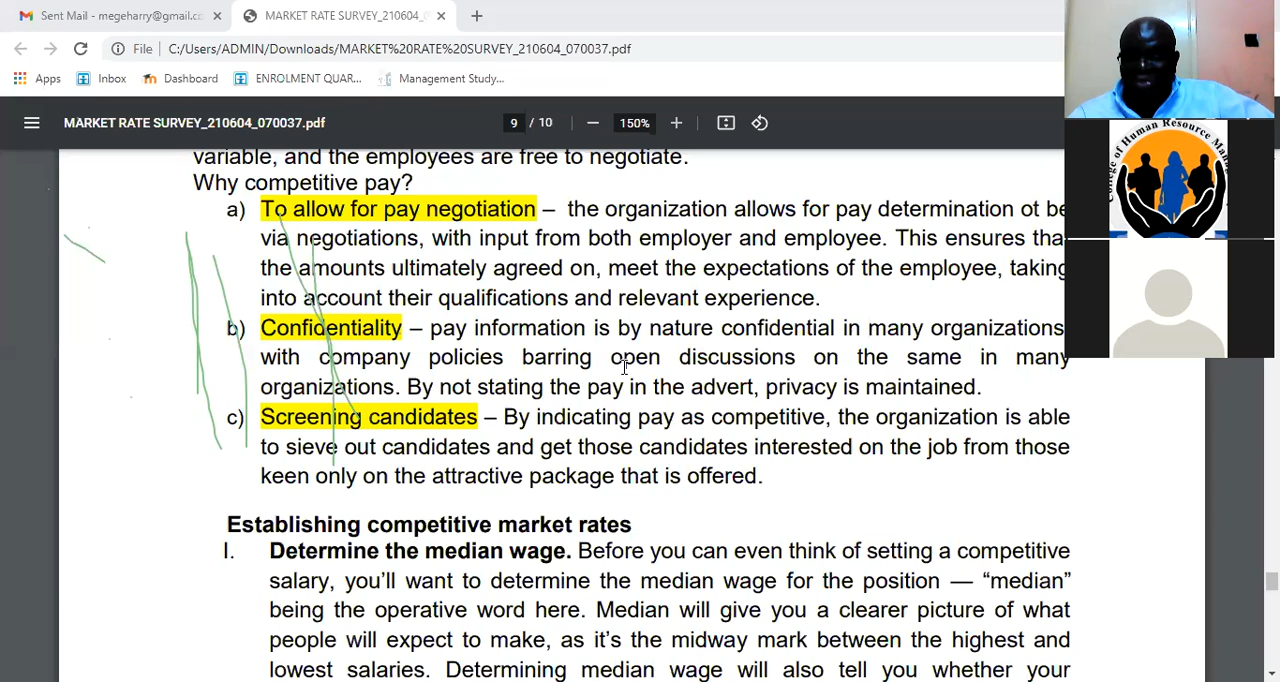 Sent Mail - megeharry@gmail.c
MARKET RATE SURVEY_210604_0
File
C:/Users/ADMIN/Downloads/MARKET%20RATE%20SURVEY_210604_070037.pdf
Apps
Inbox
Dashboard
ENROLMENT QUAR...
Management Study...
MARKET RATE SURVEY_210604_070037.pdf
9 / 10
150%
College of Human Resource Mana
variable, and the employees are free to negotiate.
Why competitive pay?
a) To allow for pay negotiation – the organization allows for pay determination ot be
via negotiations, with input from both employer and employee. This ensures tha
the amounts ultimately agreed on, meet the expectations of the employee, taking
into account their qualifications and relevant experience.
b) Confidentiality – pay information is by nature confidential in many organizations
with company policies barring open discussions on the same in many
organizations. By not stating the pay in the advert, privacy is maintained.
c) Screening candidates – By indicating pay as competitive, the organization is able
to sieve out candidates and get those candidates interested on the job from those
keen only on the attractive package that is offered.
Establishing competitive market rates
I. Determine the median wage. Before you can even think of setting a competitive
salary, you’ll want to determine the median wage for the position — “median”
being the operative word here. Median will give you a clearer picture of what
people will expect to make, as it’s the midway mark between the highest and
lowest salaries. Determining median wage will also tell you whether your